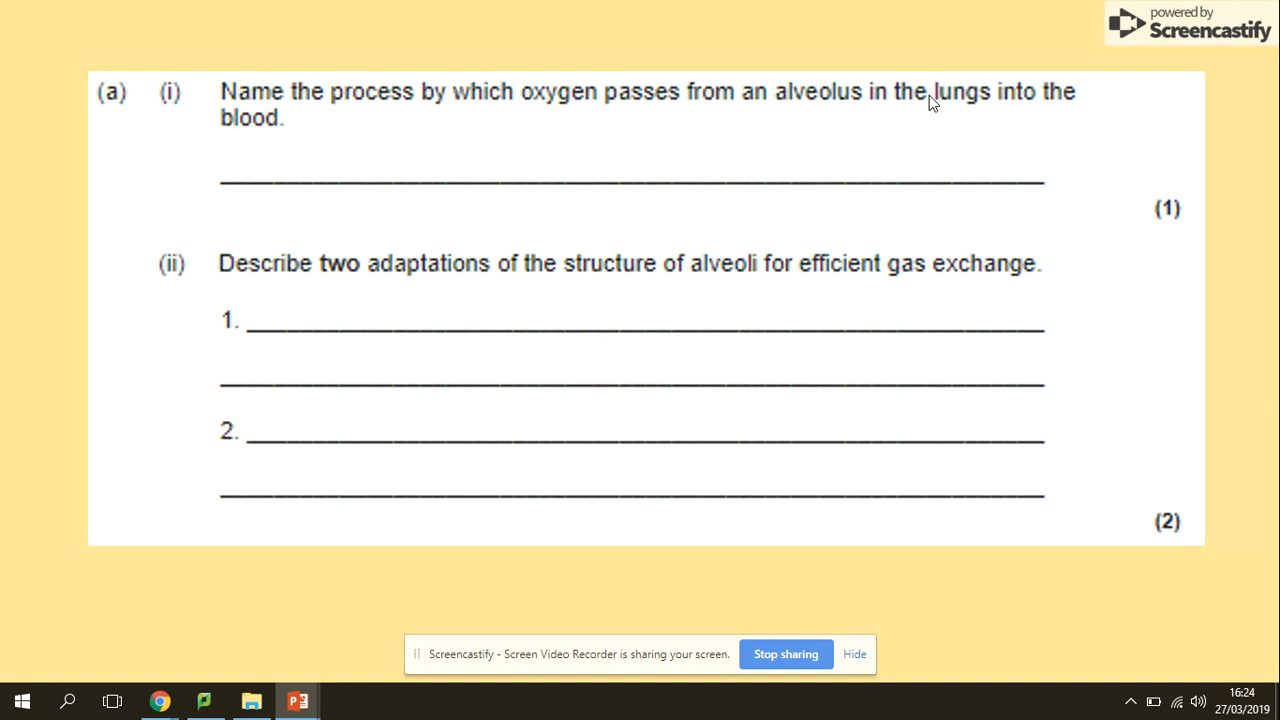 powered by
Screencastify
(a) (i) Name the process by which oxygen passes from an alveolus in the lungs into the
blood.
(1)
(ii) Describe two adaptations of the structure of alveoli for efficient gas exchange.
1.
2.
(2)
Screencastify - Screen Video Recorder is sharing your screen. Stop sharing Hide
16:24
27/03/2019